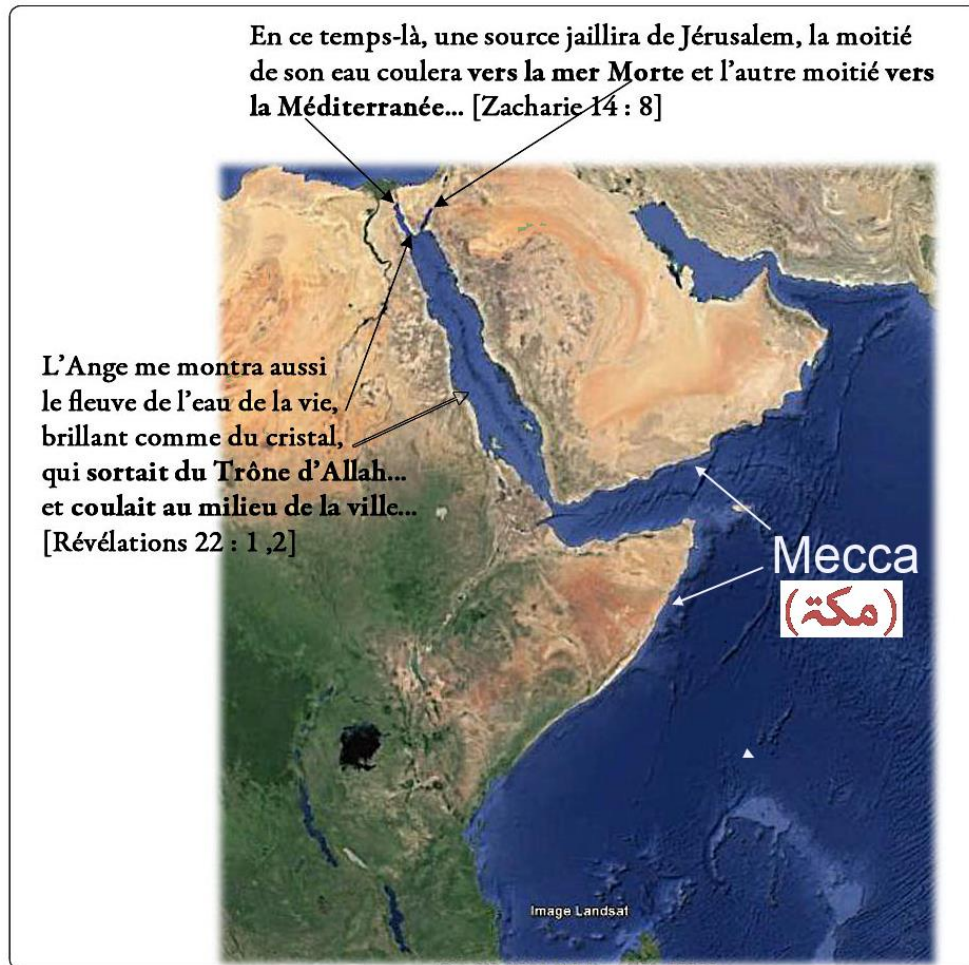 En ce temps-là, une source jaillira de Jérusalem, la moitié
de son eau coulera vers la mer Morte et l'autre moitié vers
la Méditerranée... [Zacharie 14 : 8]
L'Ange me montra aussi
le fleuve de l'eau de la vie,
brillant comme du cristal,
qui sortait du Trône d'Allah...
et coulait au milieu de la ville...
[Révélations 22 : 1 ,2]
Mecca
(مكة)
Image Landsat